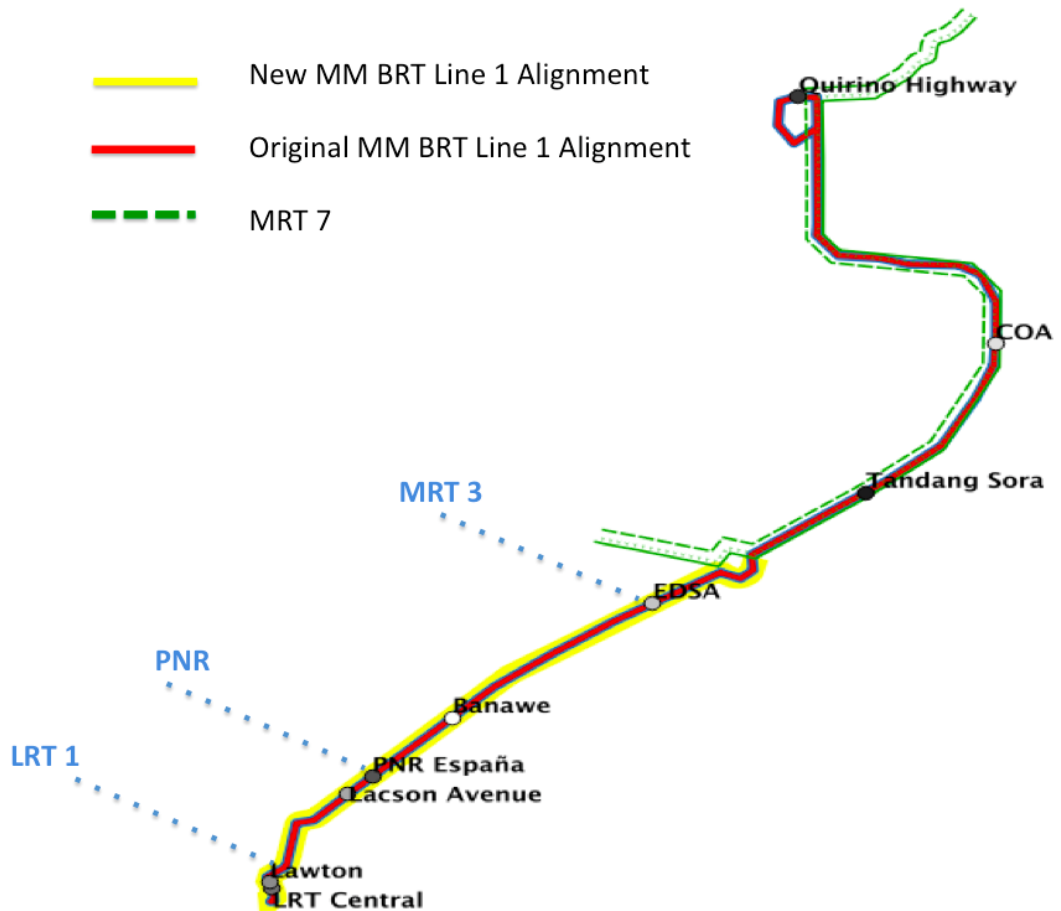 New MM BRT Line 1 Alignment
Original MM BRT Line 1 Alignment
MRT 7
Quirino Highway
COA
Tandang Sora
MRT 3
EDSA
PNR
Banawe
LRT 1
PNR España
Lacson Avenue
Lawton
LRT Central